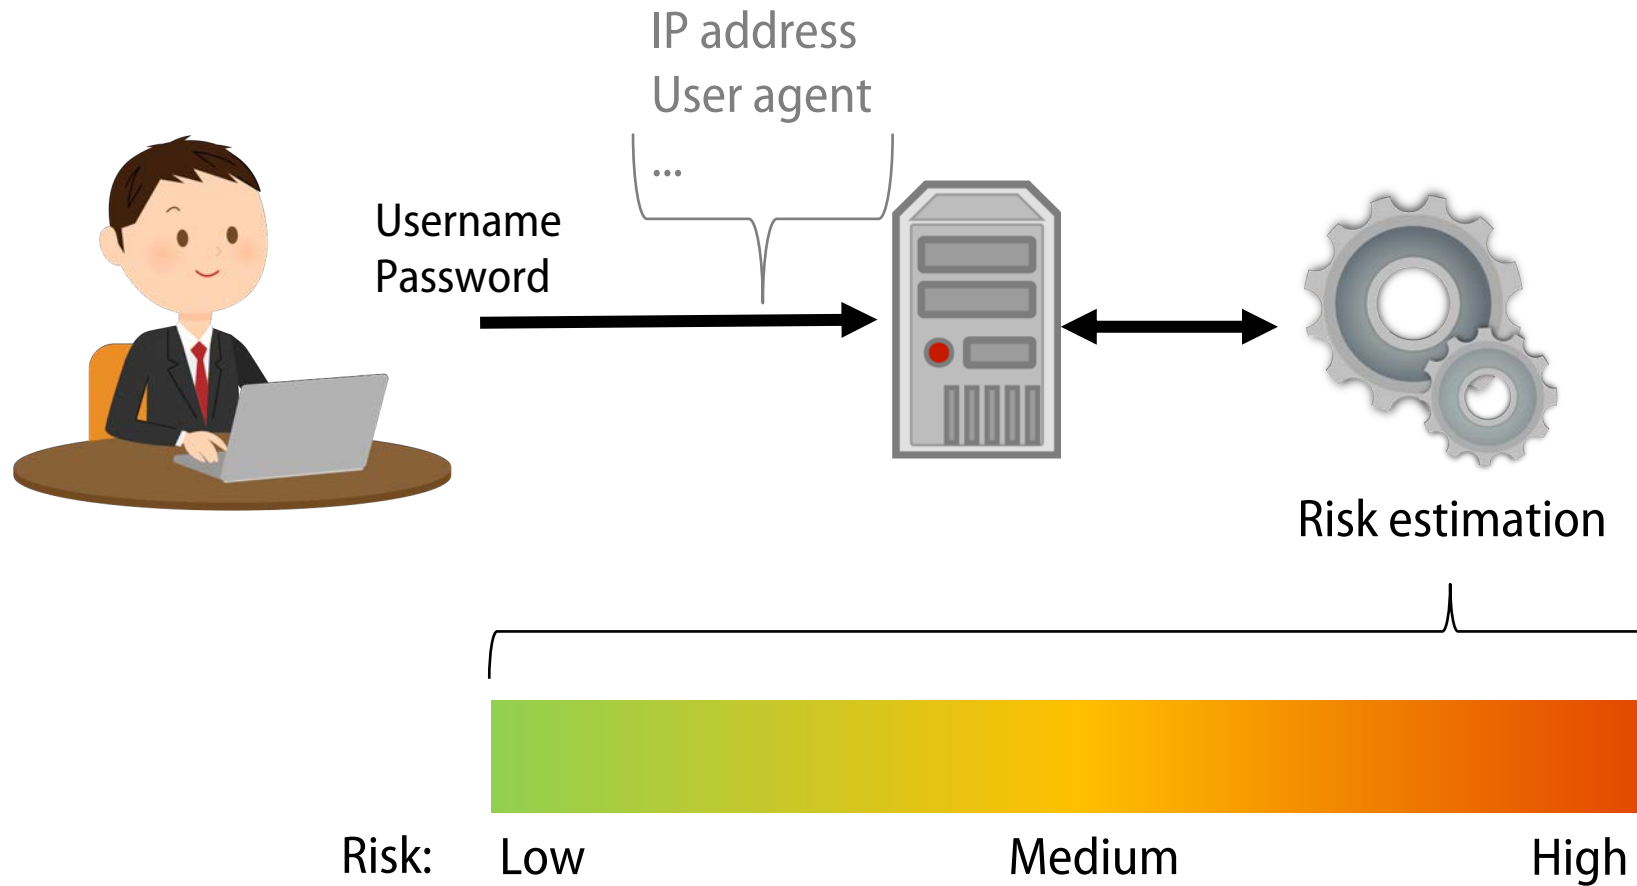 IP address
User agent
...
Username
Password
Risk estimation
Risk:
Low
Medium
High